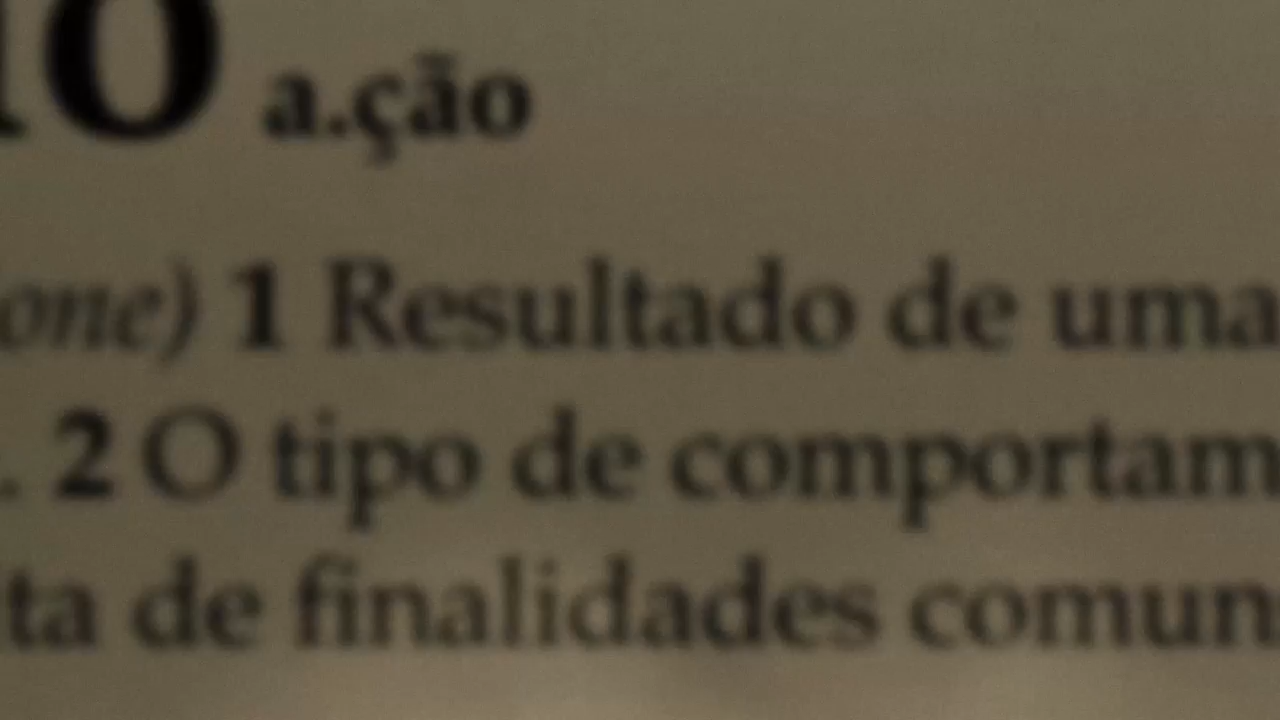 o a.ção
one) 1 Resultado de uma
. 2 O tipo de comportam
ta de finalidades comun